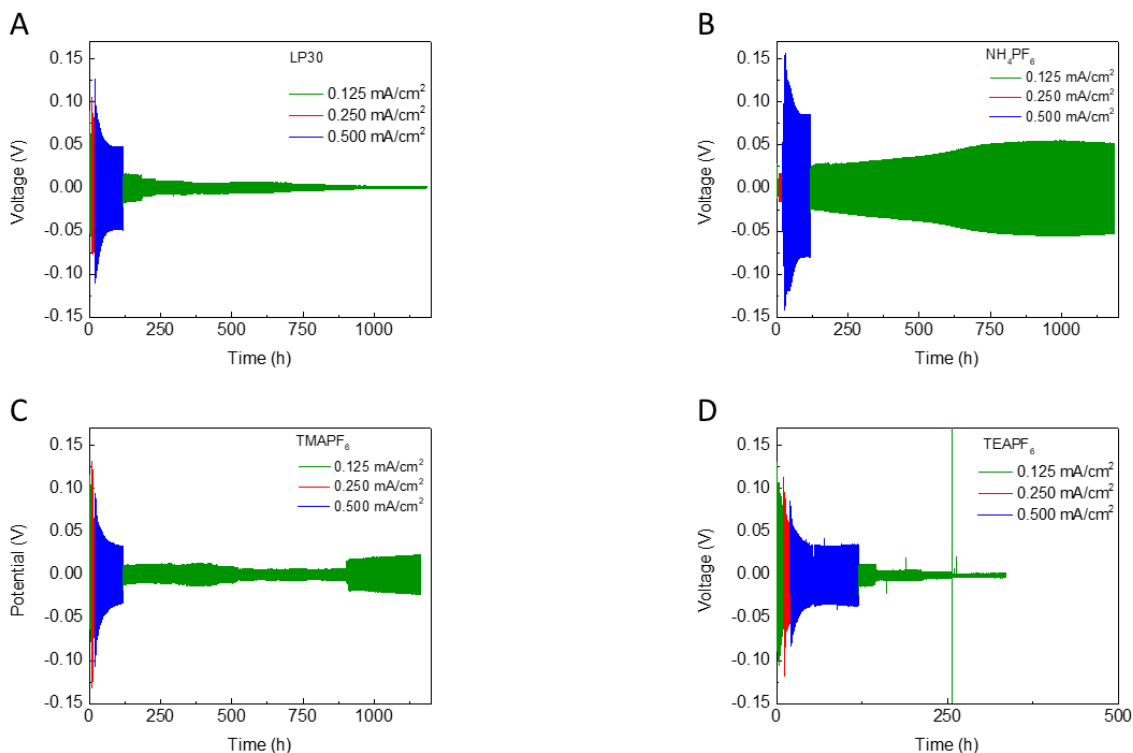 A
LP30
0.125 mA/cm²
0.250 mA/cm²
0.500 mA/cm²
Voltage (V)
0.15
0.10
0.05
0.00
-0.05
-0.10
-0.15
0
250
500
750
1000
Time (h)
B
NH₄PF₆
0.125 mA/cm²
0.250 mA/cm²
0.500 mA/cm²
Voltage (V)
0.15
0.10
0.05
0.00
-0.05
-0.10
-0.15
0
250
500
750
1000
Time (h)
C
TMAPF₆
0.125 mA/cm²
0.250 mA/cm²
0.500 mA/cm²
Potential (V)
0.15
0.10
0.05
0.00
-0.05
-0.10
-0.15
0
250
500
750
1000
Time (h)
D
TEAPF₆
0.125 mA/cm²
0.250 mA/cm²
0.500 mA/cm²
Voltage (V)
0.15
0.10
0.05
0.00
-0.05
-0.10
-0.15
0
250
500
Time (h)